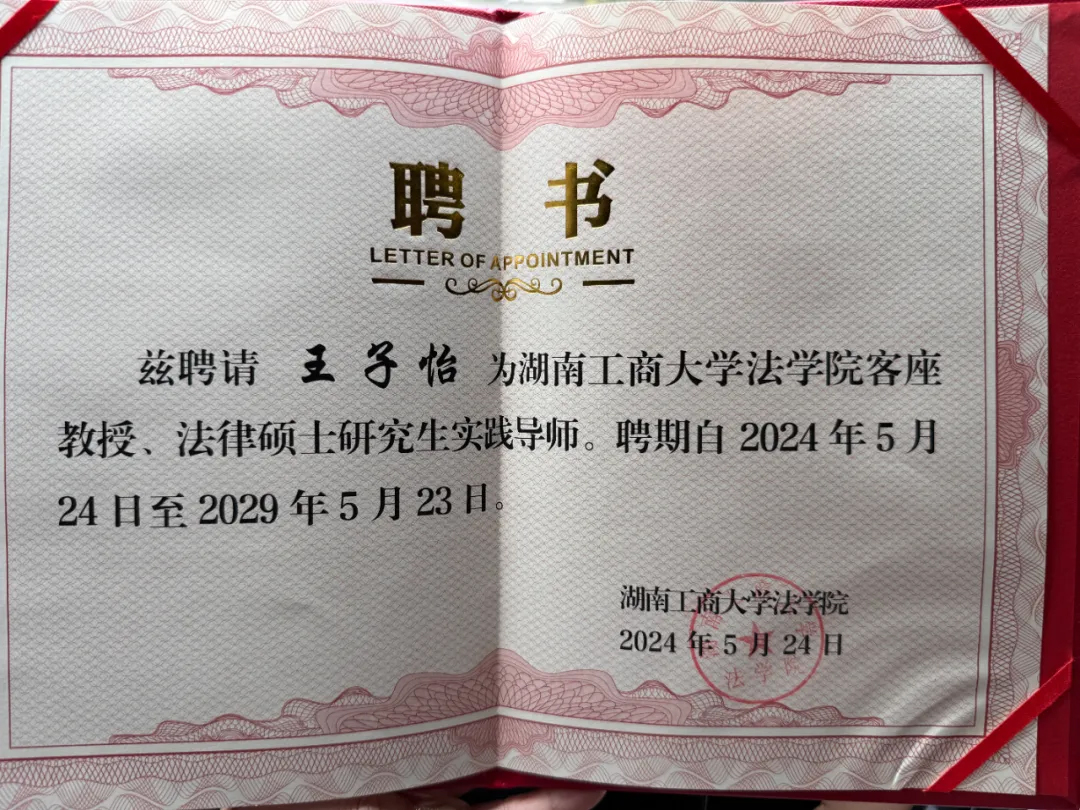 聘 书
LETTER OF APPOINTMENT
兹聘请 王子怡 为湖南工商大学法学院客座
教授、法律硕士研究生实践导师。聘期自 2024 年 5 月
24 日至 2029 年 5 月 23 日。
湖南工商大学法学院
2024 年 5 月 24 日
法学院